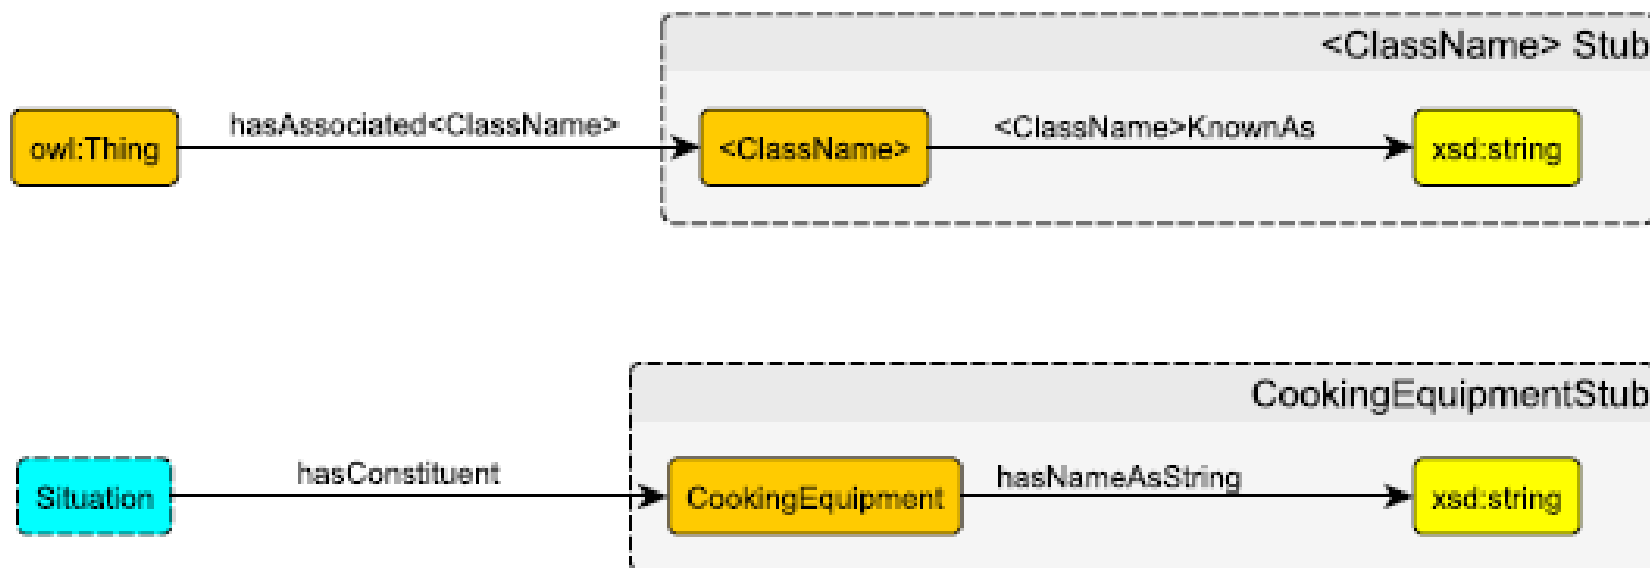 <ClassName> Stub
hasAssociated<ClassName>
<ClassName>KnownAs
owl:Thing
<ClassName>
xsd:string
CookingEquipmentStub
hasConstituent
hasNameAsString
Situation
CookingEquipment
xsd:string